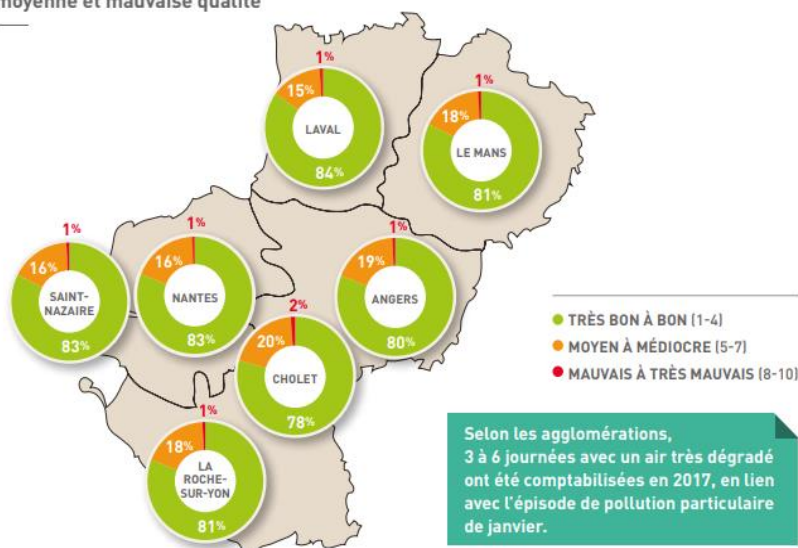 moyenne et mauvaise qualité
1%
15%
LAVAL
84%
1%
18%
LE MANS
81%
1%
16%
SAINT-
NAZAIRE
83%
1%
16%
NANTES
83%
1%
19%
ANGERS
80%
2%
20%
CHOLET
78%
1%
18%
LA
ROCHE-
SUR-YON
81%
TRÈS BON À BON (1-4)
MOYEN À MÉDIOCRE (5-7)
MAUVAIS À TRÈS MAUVAIS (8-10)
Selon les agglomérations,
3 à 6 journées avec un air très dégradé
ont été comptabilisées en 2017, en lien
avec l'épisode de pollution particulaire
de janvier.